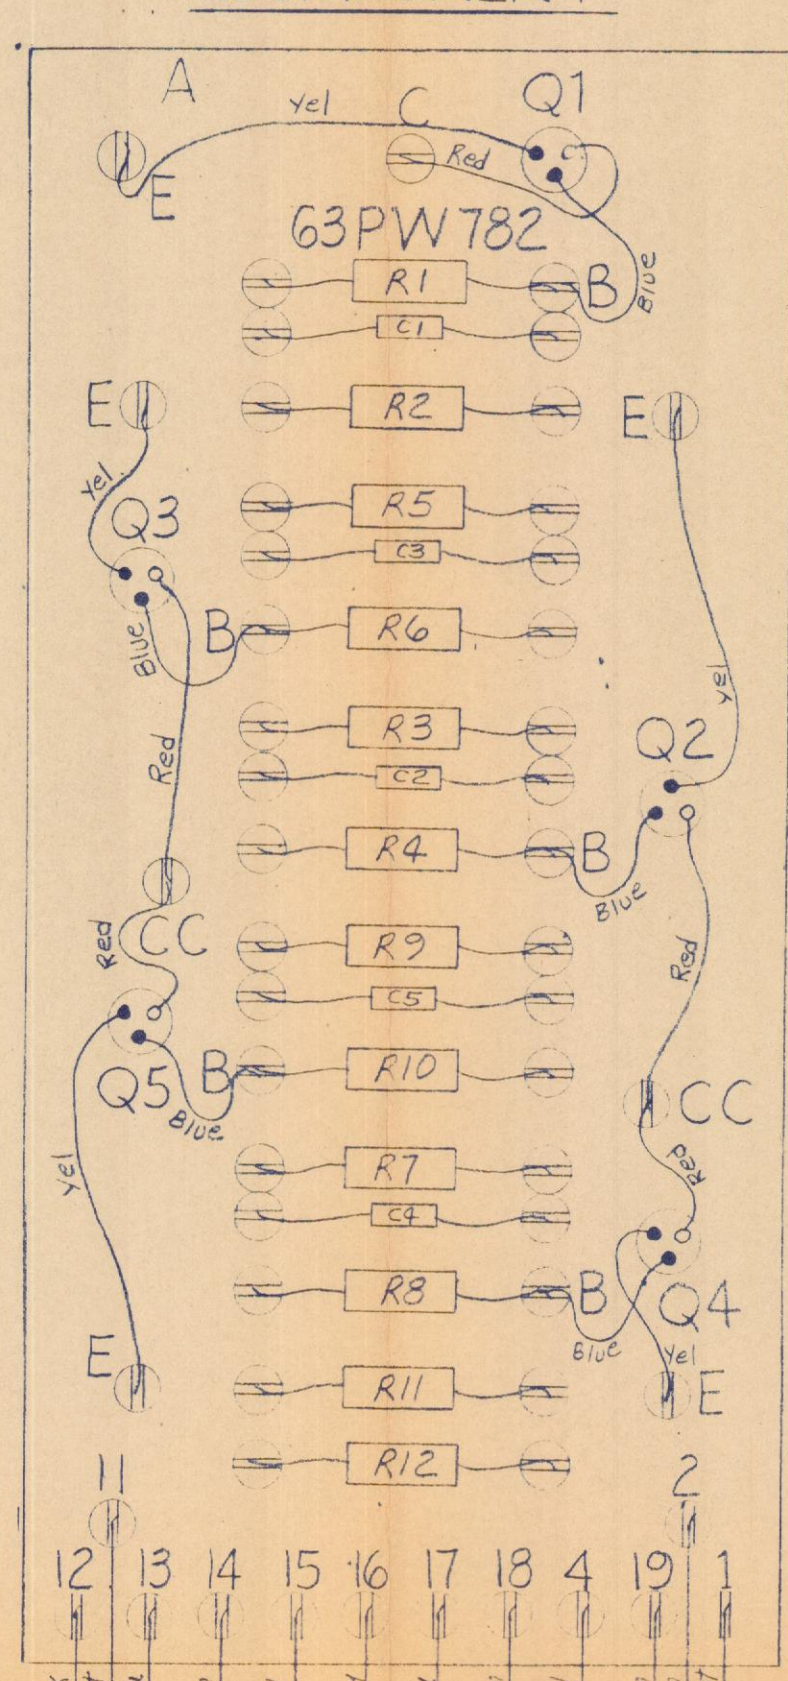 A Yel C Q1
Red C
E
63PW782
R1 B Blue
C1
E R2 E
Yel.
Q3 R5
C3
Blue B R6
Yel
Red R3 Q2
C2
R4 B
Blue
Red CC R9 Red
C5
Q5 B R10 CC
Blue
Yel R7 Red
C4
R8 B Q4
Blue Yel
E R11 E
R12
11 2
12 13 14 15 16 17 18 4 19 1